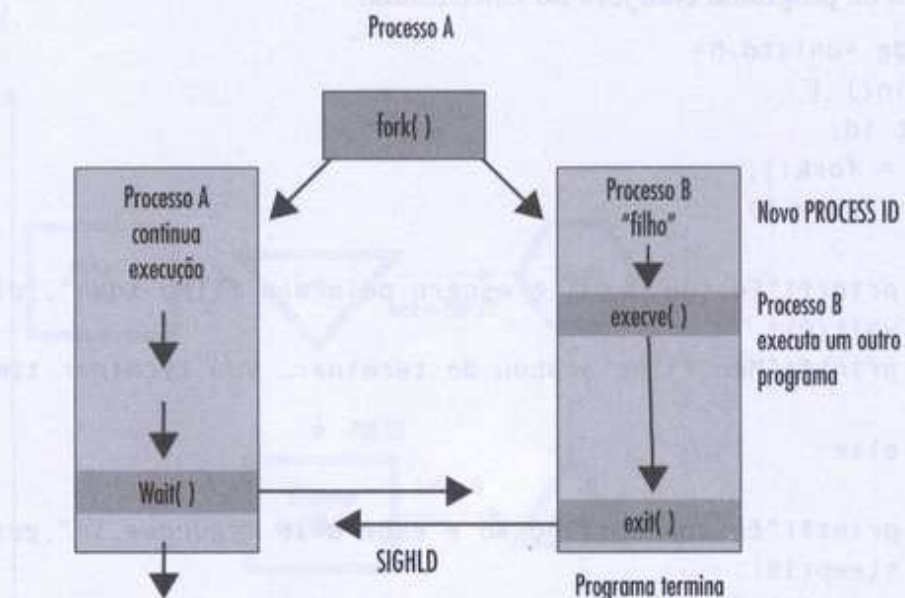 Processo A
fork( )
Processo A
continua
execução
Processo B
"filho"
Novo PROCESS ID
execve( )
Processo B
executa um outro
programa
Wait( )
exit( )
SIGHLD
Programa termina